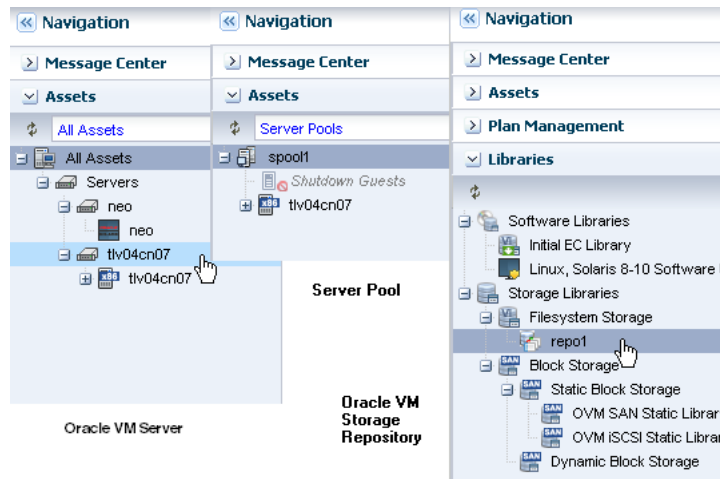 Navigation
Message Center
Assets
All Assets
All Assets
Servers
neo
neo
tlv04cn07
tlv04cn07
Oracle VM Server
Navigation
Message Center
Assets
Server Pools
spool1
Shutdown Guests
tlv04cn07
Server Pool
Oracle VM
Storage
Repository
Navigation
Message Center
Assets
Plan Management
Libraries
Software Libraries
Initial EC Library
Linux, Solaris 8-10 Software
Storage Libraries
Filesystem Storage
repo1
Block Storage
Static Block Storage
OVM SAN Static Librar
OVM iSCSI Static Librar
Dynamic Block Storage